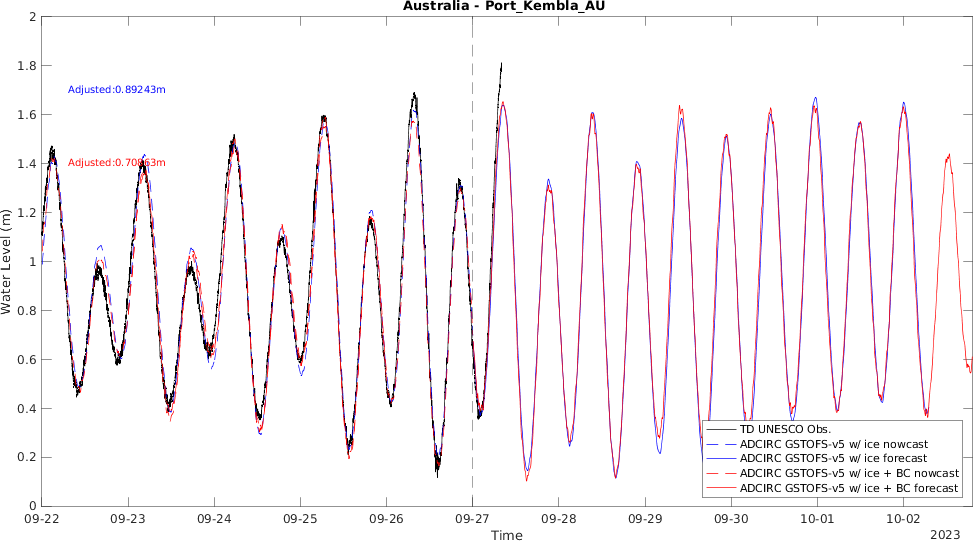 Australia - Port_Kembla_AU
2
1.8
1.6
1.4
1.2
1
0.8
0.6
0.4
0.2
0
Water Level (m)
Adjusted:0.89243m
TD UNESCO Obs.
ADCIRC GSTOFS-v5 w/ ice nowcast
ADCIRC GSTOFS-v5 w/ ice forecast
ADCIRC GSTOFS-v5 w/ ice + BC nowcast
ADCIRC GSTOFS-v5 w/ ice + BC forecast
09-22 09-23 09-24 09-25 09-26 09-27 09-28 09-29 09-30 10-01 10-02
Time
2023